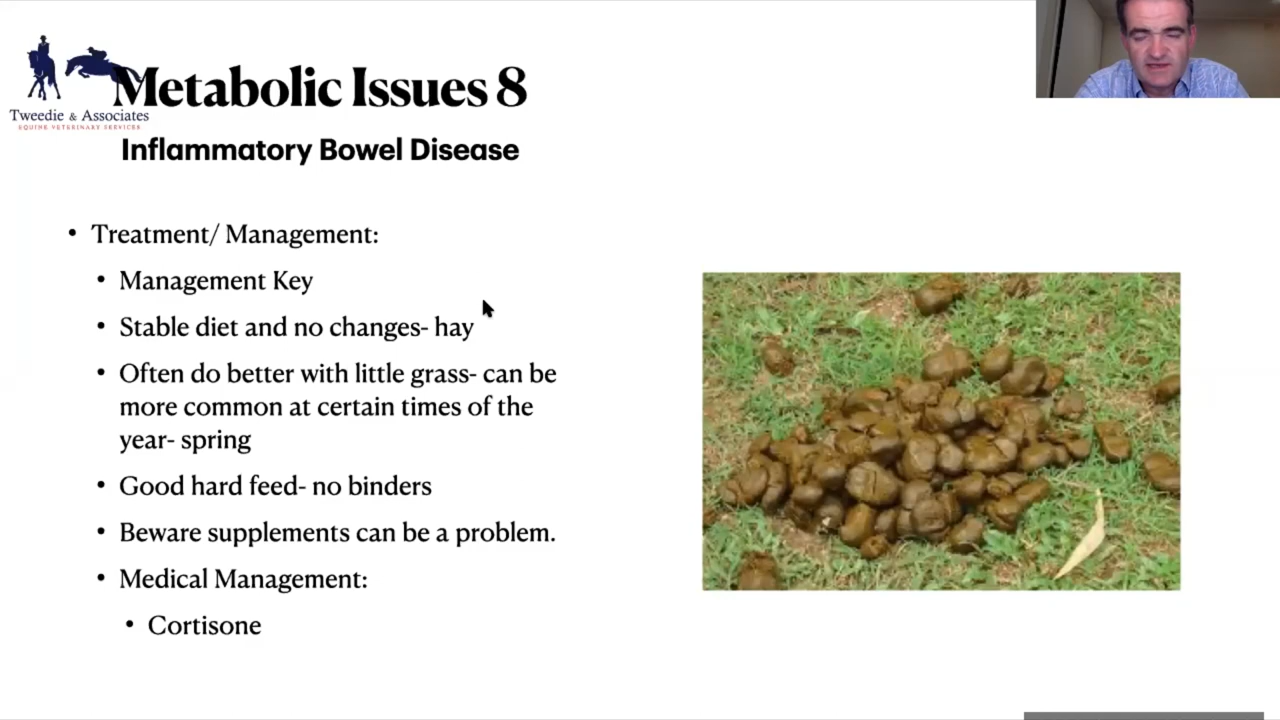 Metabolic Issues 8
Tweedie & Associates
EQUINE VETERINARY SERVICES
Inflammatory Bowel Disease
• Treatment/ Management:
• Management Key
• Stable diet and no changes- hay
• Often do better with little grass- can be
more common at certain times of the
year- spring
• Good hard feed- no binders
• Beware supplements can be a problem.
• Medical Management:
• Cortisone